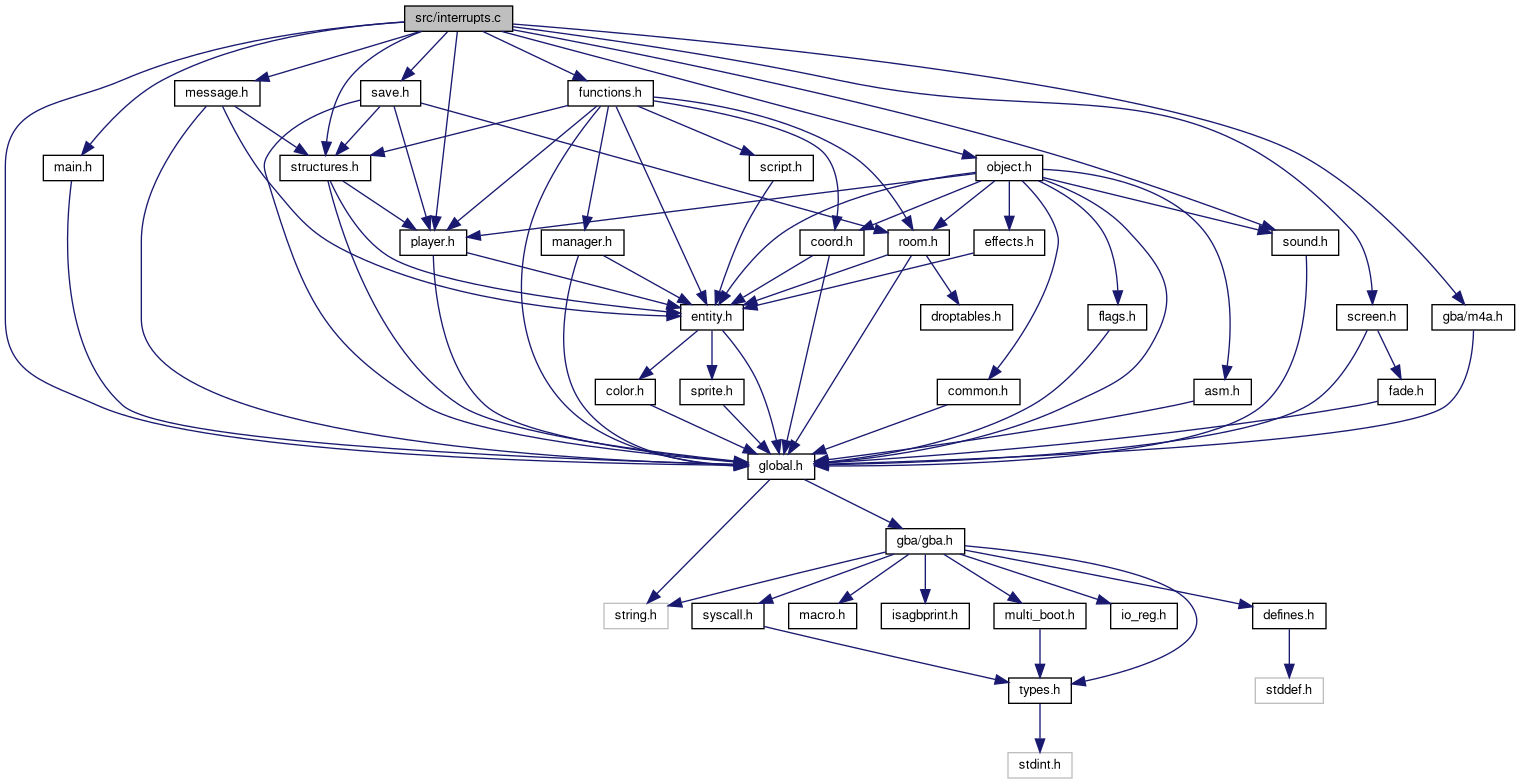 src/interrupts.c
message.h
save.h
functions.h
main.h
structures.h
script.h
object.h
player.h
manager.h
coord.h
room.h
effects.h
sound.h
entity.h
droptables.h
flags.h
screen.h
gba/m4a.h
color.h
sprite.h
common.h
asm.h
fade.h
global.h
gba/gba.h
string.h
syscall.h
macro.h
isagbprint.h
multi_boot.h
io_reg.h
defines.h
types.h
stddef.h
stdint.h